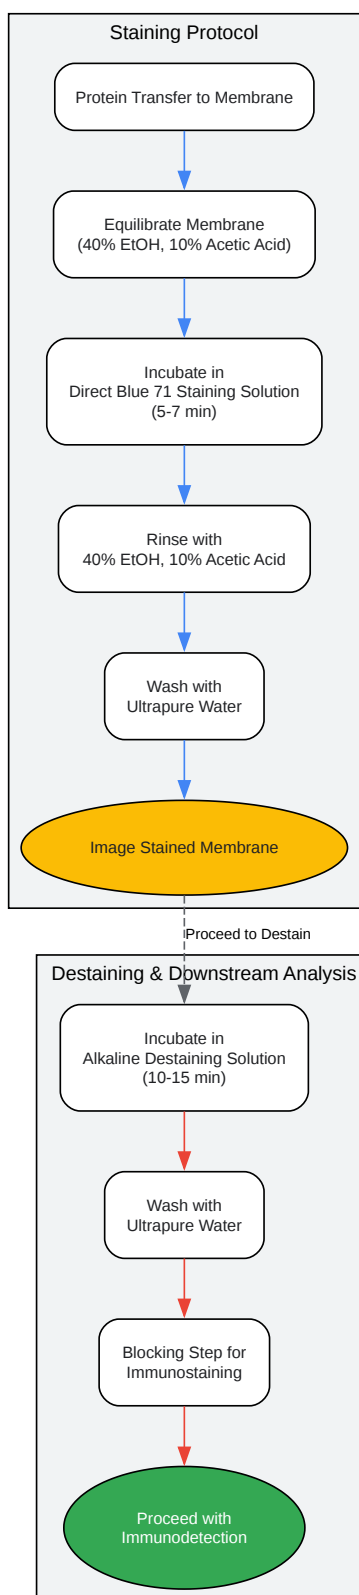 Staining Protocol
Protein Transfer to Membrane
Equilibrate Membrane
(40% EtOH, 10% Acetic Acid)
Incubate in
Direct Blue 71 Staining Solution
(5-7 min)
Rinse with
40% EtOH, 10% Acetic Acid
Wash with
Ultrapure Water
Image Stained Membrane
Proceed to Destain
Destaining & Downstream Analysis
Incubate in
Alkaline Destaining Solution
(10-15 min)
Wash with
Ultrapure Water
Blocking Step for
Immunostaining
Proceed with
Immunodetection